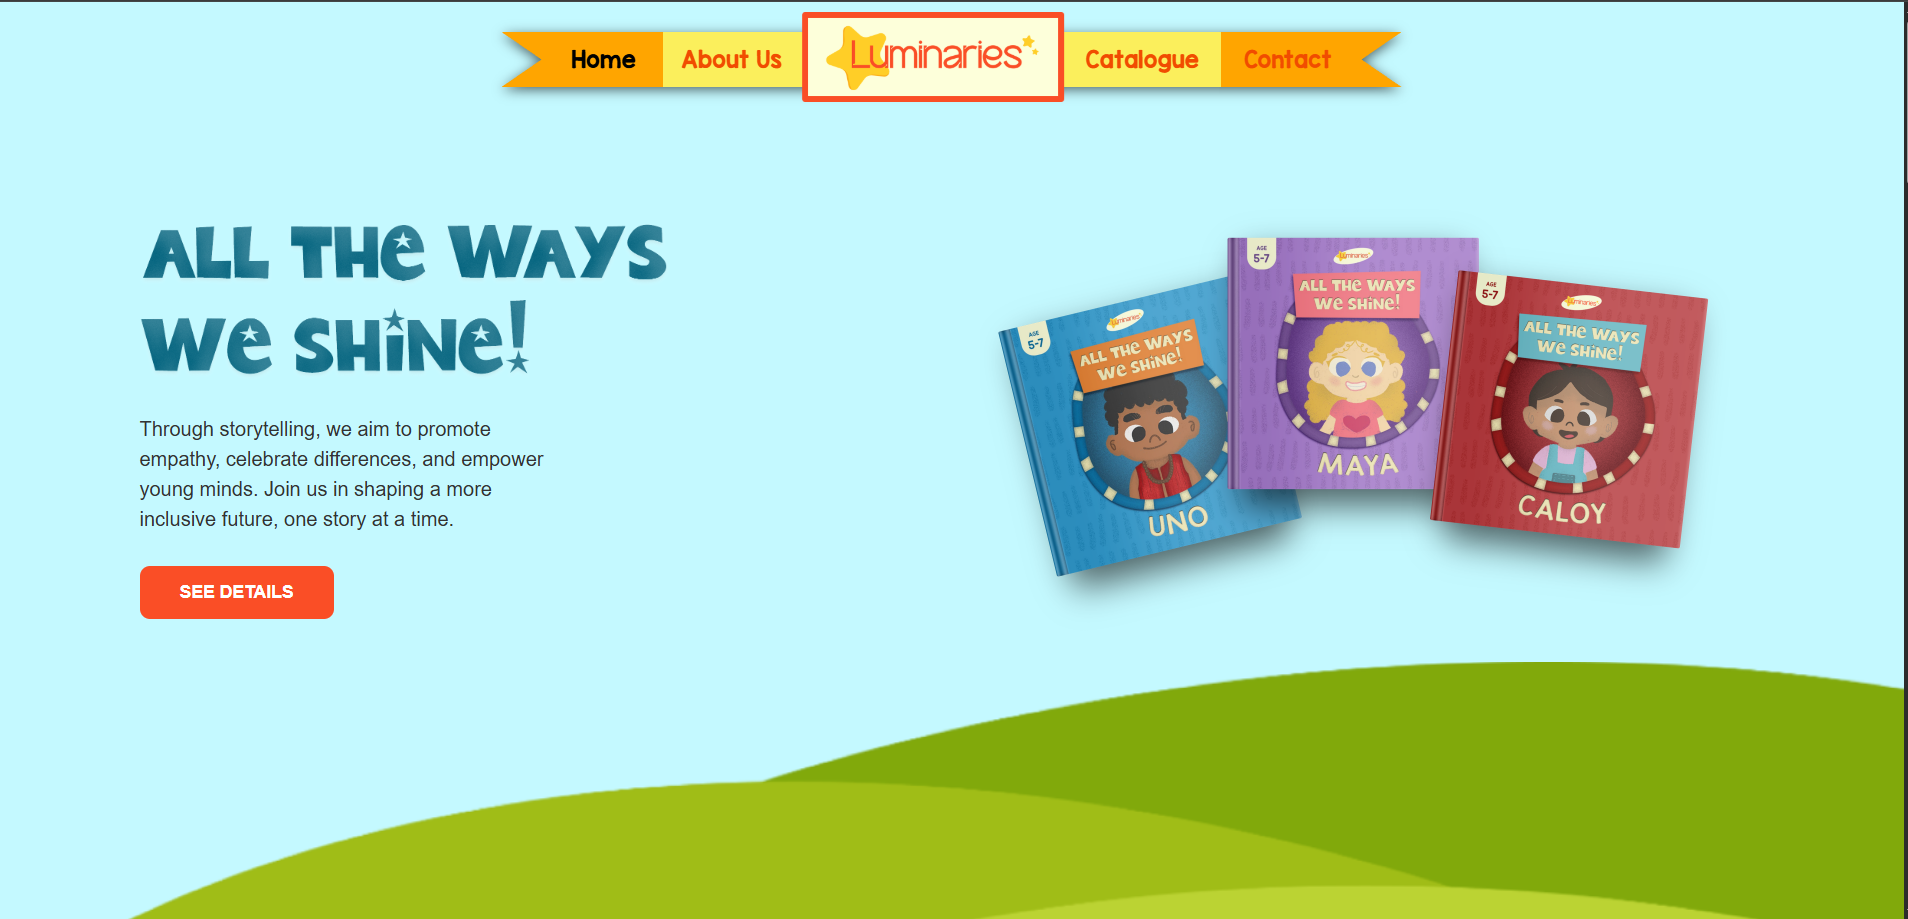 Home
About Us
Luminaries
Catalogue
Contact
ALL THe WAYS
We SHiNe!
Through storytelling, we aim to promote
empathy, celebrate differences, and empower
young minds. Join us in shaping a more
inclusive future, one story at a time.
SEE DETAILS
AGE
5-7
Luminaries
ALL THe WAYS
We SHiNe!
UNO
AGE
5-7
Luminaries
ALL THe WAYS
We SHiNe!
MAYA
AGE
5-7
Luminaries
ALL THe WAYS
We SHiNe!
CALOY